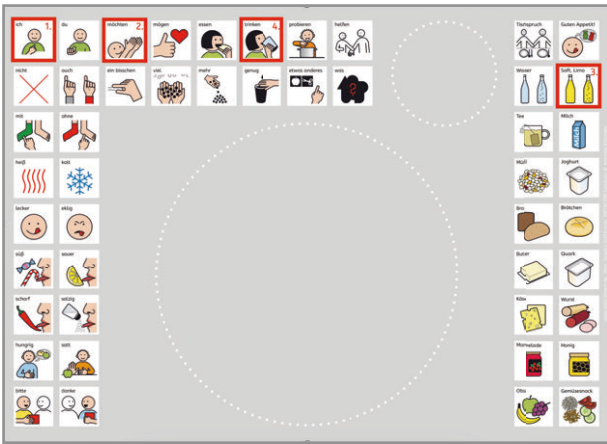 ich 1. du möchten 2. mögen essen trinken 4. probieren helfen Tischspruch Guten Appetit!
nicht auch ein bisschen viel mehr genug etwas anderes was Wasser Saft, Limo 3.
mit ohne Tee Milch
Milch
heiß kalt Müsli Joghurt
lecker eklig Brot Brötchen
süß sauer Butter Quark
scharf salzig Käse Wurst
hungrig satt Marmelade Honig
bitte danke Obst Gemüsesnack